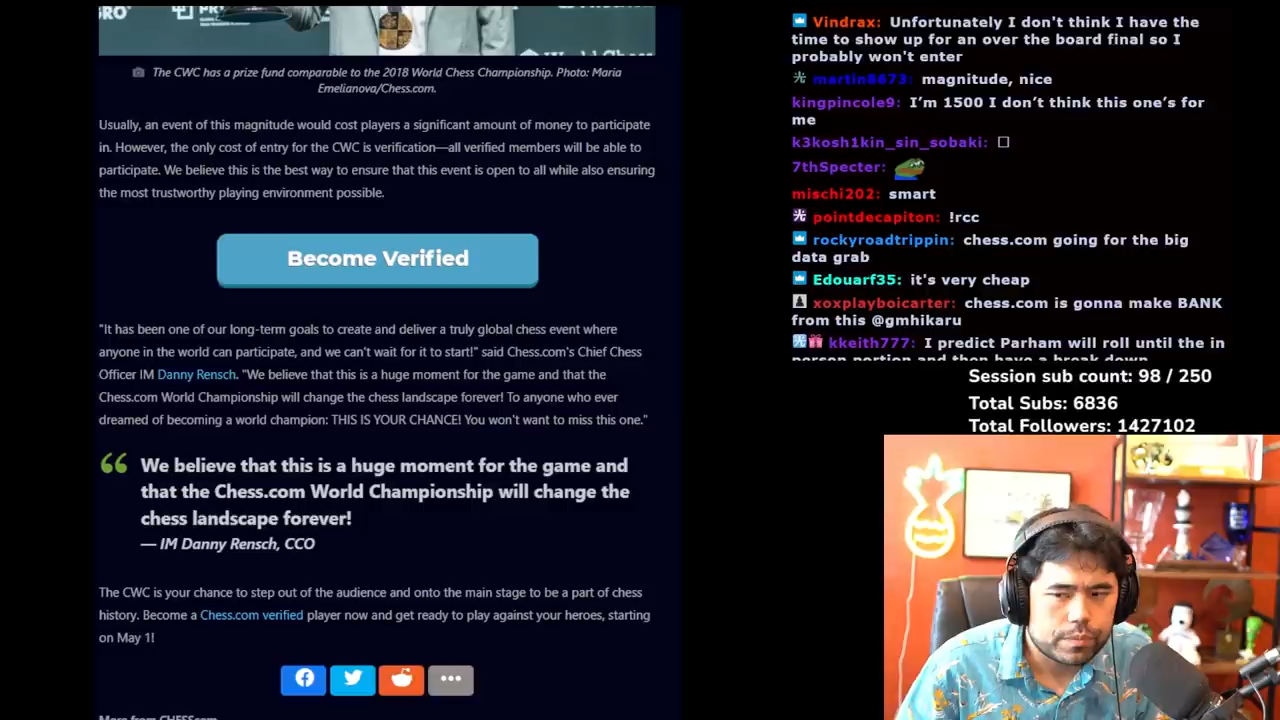 The CWC has a prize fund comparable to the 2018 World Chess Championship. Photo: Maria
Emelianova/Chess.com.
Usually, an event of this magnitude would cost players a significant amount of money to participate
in. However, the only cost of entry for the CWC is verification—all verified members will be able to
participate. We believe this is the best way to ensure that this event is open to all while also ensuring
the most trustworthy playing environment possible.
Become Verified
"It has been one of our long-term goals to create and deliver a truly global chess event where
anyone in the world can participate, and we can't wait for it to start!" said Chess.com's Chief Chess
Officer IM Danny Rensch. "We believe that this is a huge moment for the game and that the
Chess.com World Championship will change the chess landscape forever! To anyone who ever
dreamed of becoming a world champion: THIS IS YOUR CHANCE! You won't want to miss this one."
“ We believe that this is a huge moment for the game and
that the Chess.com World Championship will change the
chess landscape forever!
— IM Danny Rensch, CCO
The CWC is your chance to step out of the audience and onto the main stage to be a part of chess
history. Become a Chess.com verified player now and get ready to play against your heroes, starting
on May 1!
Vindrax: Unfortunately I don't think I have the
time to show up for an over the board final so I
probably won't enter
martin8673: magnitude, nice
kingpincole9: I’m 1500 I don’t think this one’s for
me
k3kosh1kin_sin_sobaki: □
7thSpecter:
mischi202: smart
pointdecapiton: !rcc
rockyroadtrippin: chess.com going for the big
data grab
Edouarf35: it's very cheap
xoxplayboicarter: chess.com is gonna make BANK
from this @gmhikaru
kkeith777: I predict Parham will roll until the in
person portion and then have a break down
Session sub count: 98 / 250
Total Subs: 6836
Total Followers: 1427102